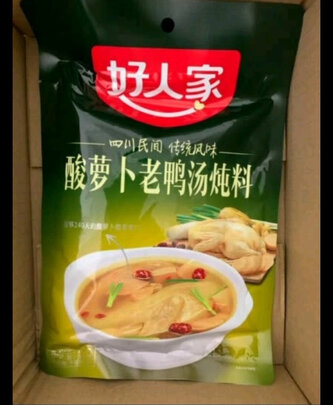 好人家
四川民间 传统风味
酸萝卜老鸭汤炖料